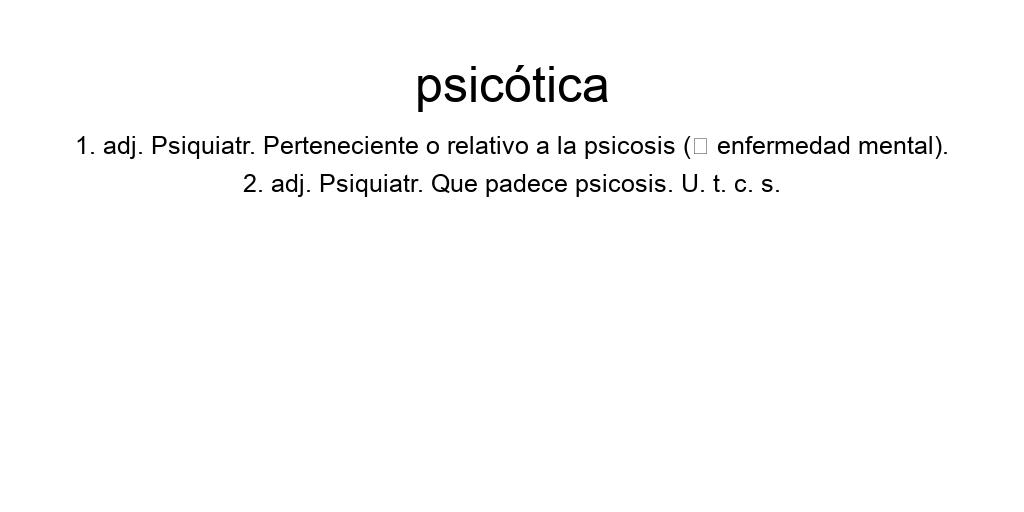 psicótica
1. adj. Psiquiatr. Perteneciente o relativo a la psicosis (□ enfermedad mental).
2. adj. Psiquiatr. Que padece psicosis. U. t. c. s.